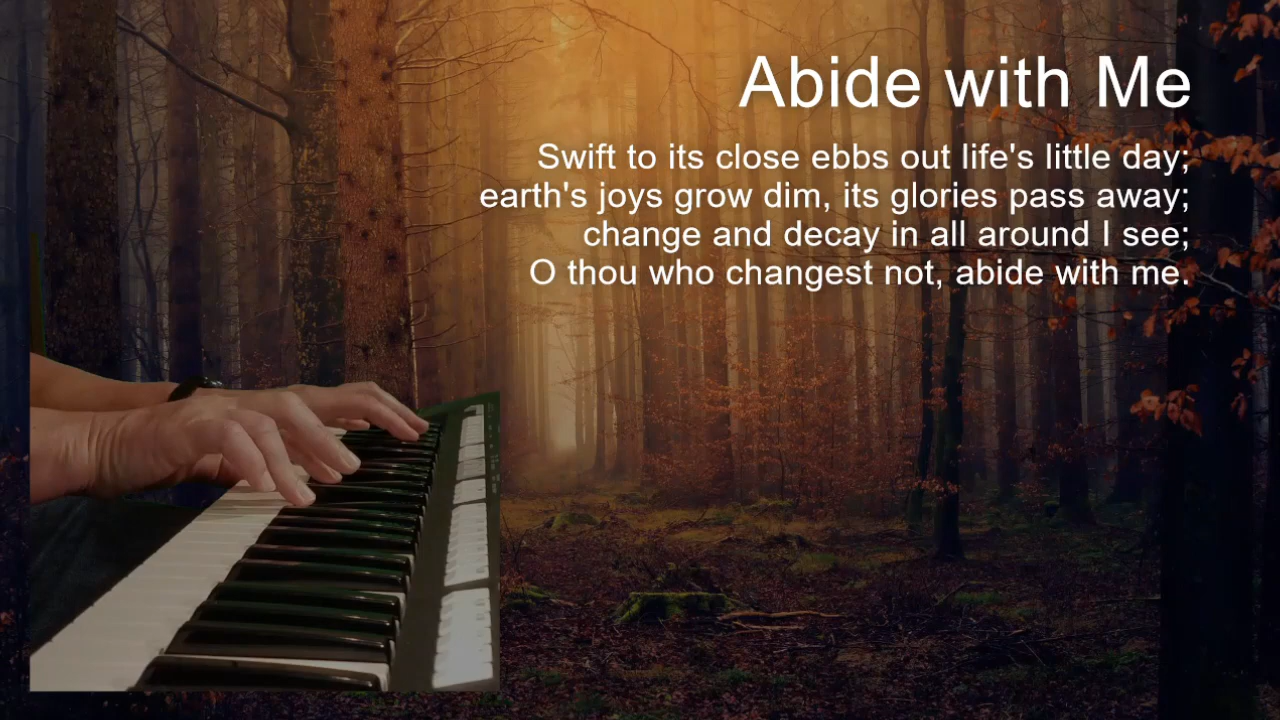 Abide with Me
Swift to its close ebbs out life's little day;
earth's joys grow dim, its glories pass away;
change and decay in all around I see;
O thou who changest not, abide with me.